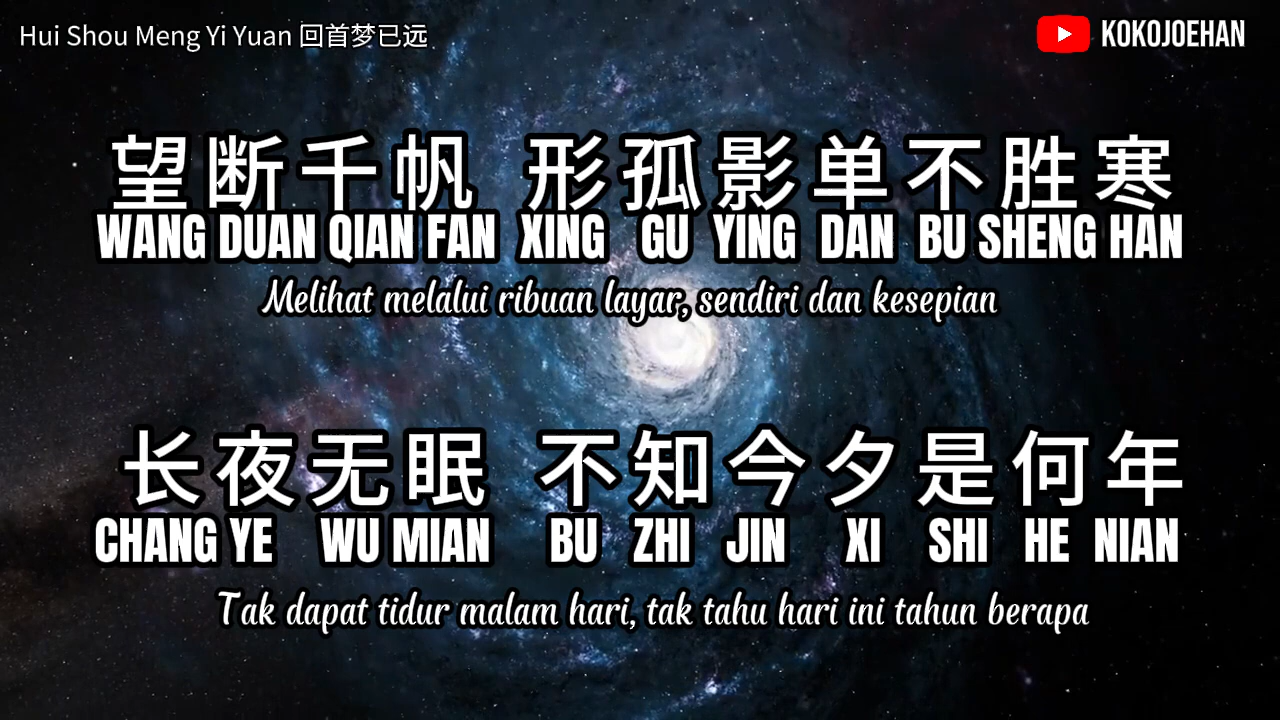 Hui Shou Meng Yi Yuan 回首梦已远
KOKOJOEHAN
望断千帆 形孤影单不胜寒
WANG DUAN QIAN FAN XING GU YING DAN BU SHENG HAN
Melihat melalui ribuan layar, sendiri dan kesepian
长夜无眠 不知今夕是何年
CHANG YE WU MIAN BU ZHI JIN XI SHI HE NIAN
Tak dapat tidur malam hari, tak tahu hari ini tahun berapa